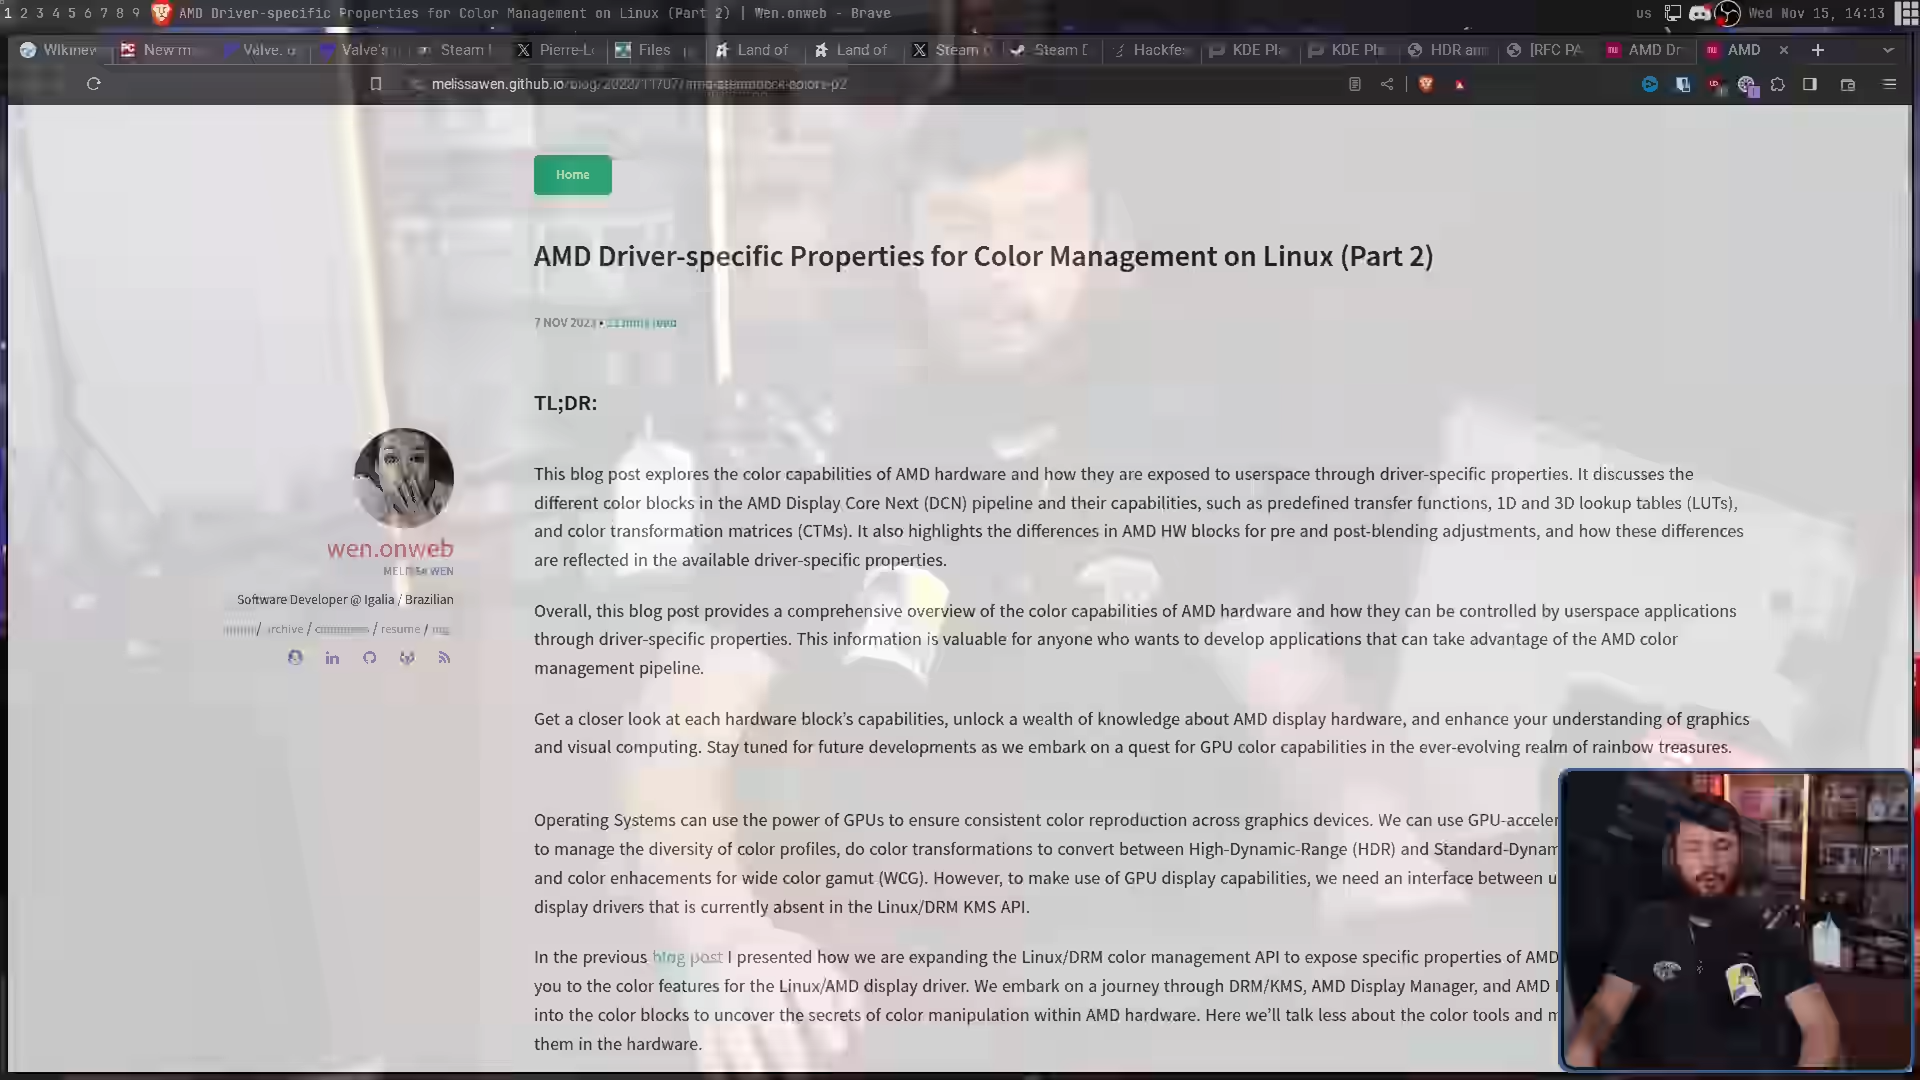 1 2 3 4 5 6 7 8 9 AMD Driver-specific Properties for Color Management on Linux (Part 2) | Wen.onweb - Brave us Wed Nov 15, 14:13
New m Valve. Valve's Steam Files Land of Land of Steam Steam D Hackfes KDE Pla KDE HDR [RFC PA AMD Dr AMD
melissawen.github.io
Home
AMD Driver-specific Properties for Color Management on Linux (Part 2)
7 NOV 2023 •
TL;DR:
This blog post explores the color capabilities of AMD hardware and how they are exposed to userspace through driver-specific properties. It discusses the
different color blocks in the AMD Display Core Next (DCN) pipeline and their capabilities, such as predefined transfer functions, 1D and 3D lookup tables (LUTs),
and color transformation matrices (CTMs). It also highlights the differences in AMD HW blocks for pre and post-blending adjustments, and how these differences
are reflected in the available driver-specific properties.
wen.onweb
MELISSA WEN
Software Developer @ Igalia / Brazilian
/ archive / / resume /
Overall, this blog post provides a comprehensive overview of the color capabilities of AMD hardware and how they can be controlled by userspace applications
through driver-specific properties. This information is valuable for anyone who wants to develop applications that can take advantage of the AMD color
management pipeline.
Get a closer look at each hardware block's capabilities, unlock a wealth of knowledge about AMD display hardware, and enhance your understanding of graphics
and visual computing. Stay tuned for future developments as we embark on a quest for GPU color capabilities in the ever-evolving realm of rainbow treasures.
Operating Systems can use the power of GPUs to ensure consistent color reproduction across graphics devices. We can use GPU-acceler
to manage the diversity of color profiles, do color transformations to convert between High-Dynamic-Range (HDR) and Standard-Dynam
and color enhacements for wide color gamut (WCG). However, to make use of GPU display capabilities, we need an interface between u
display drivers that is currently absent in the Linux/DRM KMS API.
In the previous blog post I presented how we are expanding the Linux/DRM color management API to expose specific properties of AMD
you to the color features for the Linux/AMD display driver. We embark on a journey through DRM/KMS, AMD Display Manager, and AMD
into the color blocks to uncover the secrets of color manipulation within AMD hardware. Here we'll talk less about the color tools and m
them in the hardware.